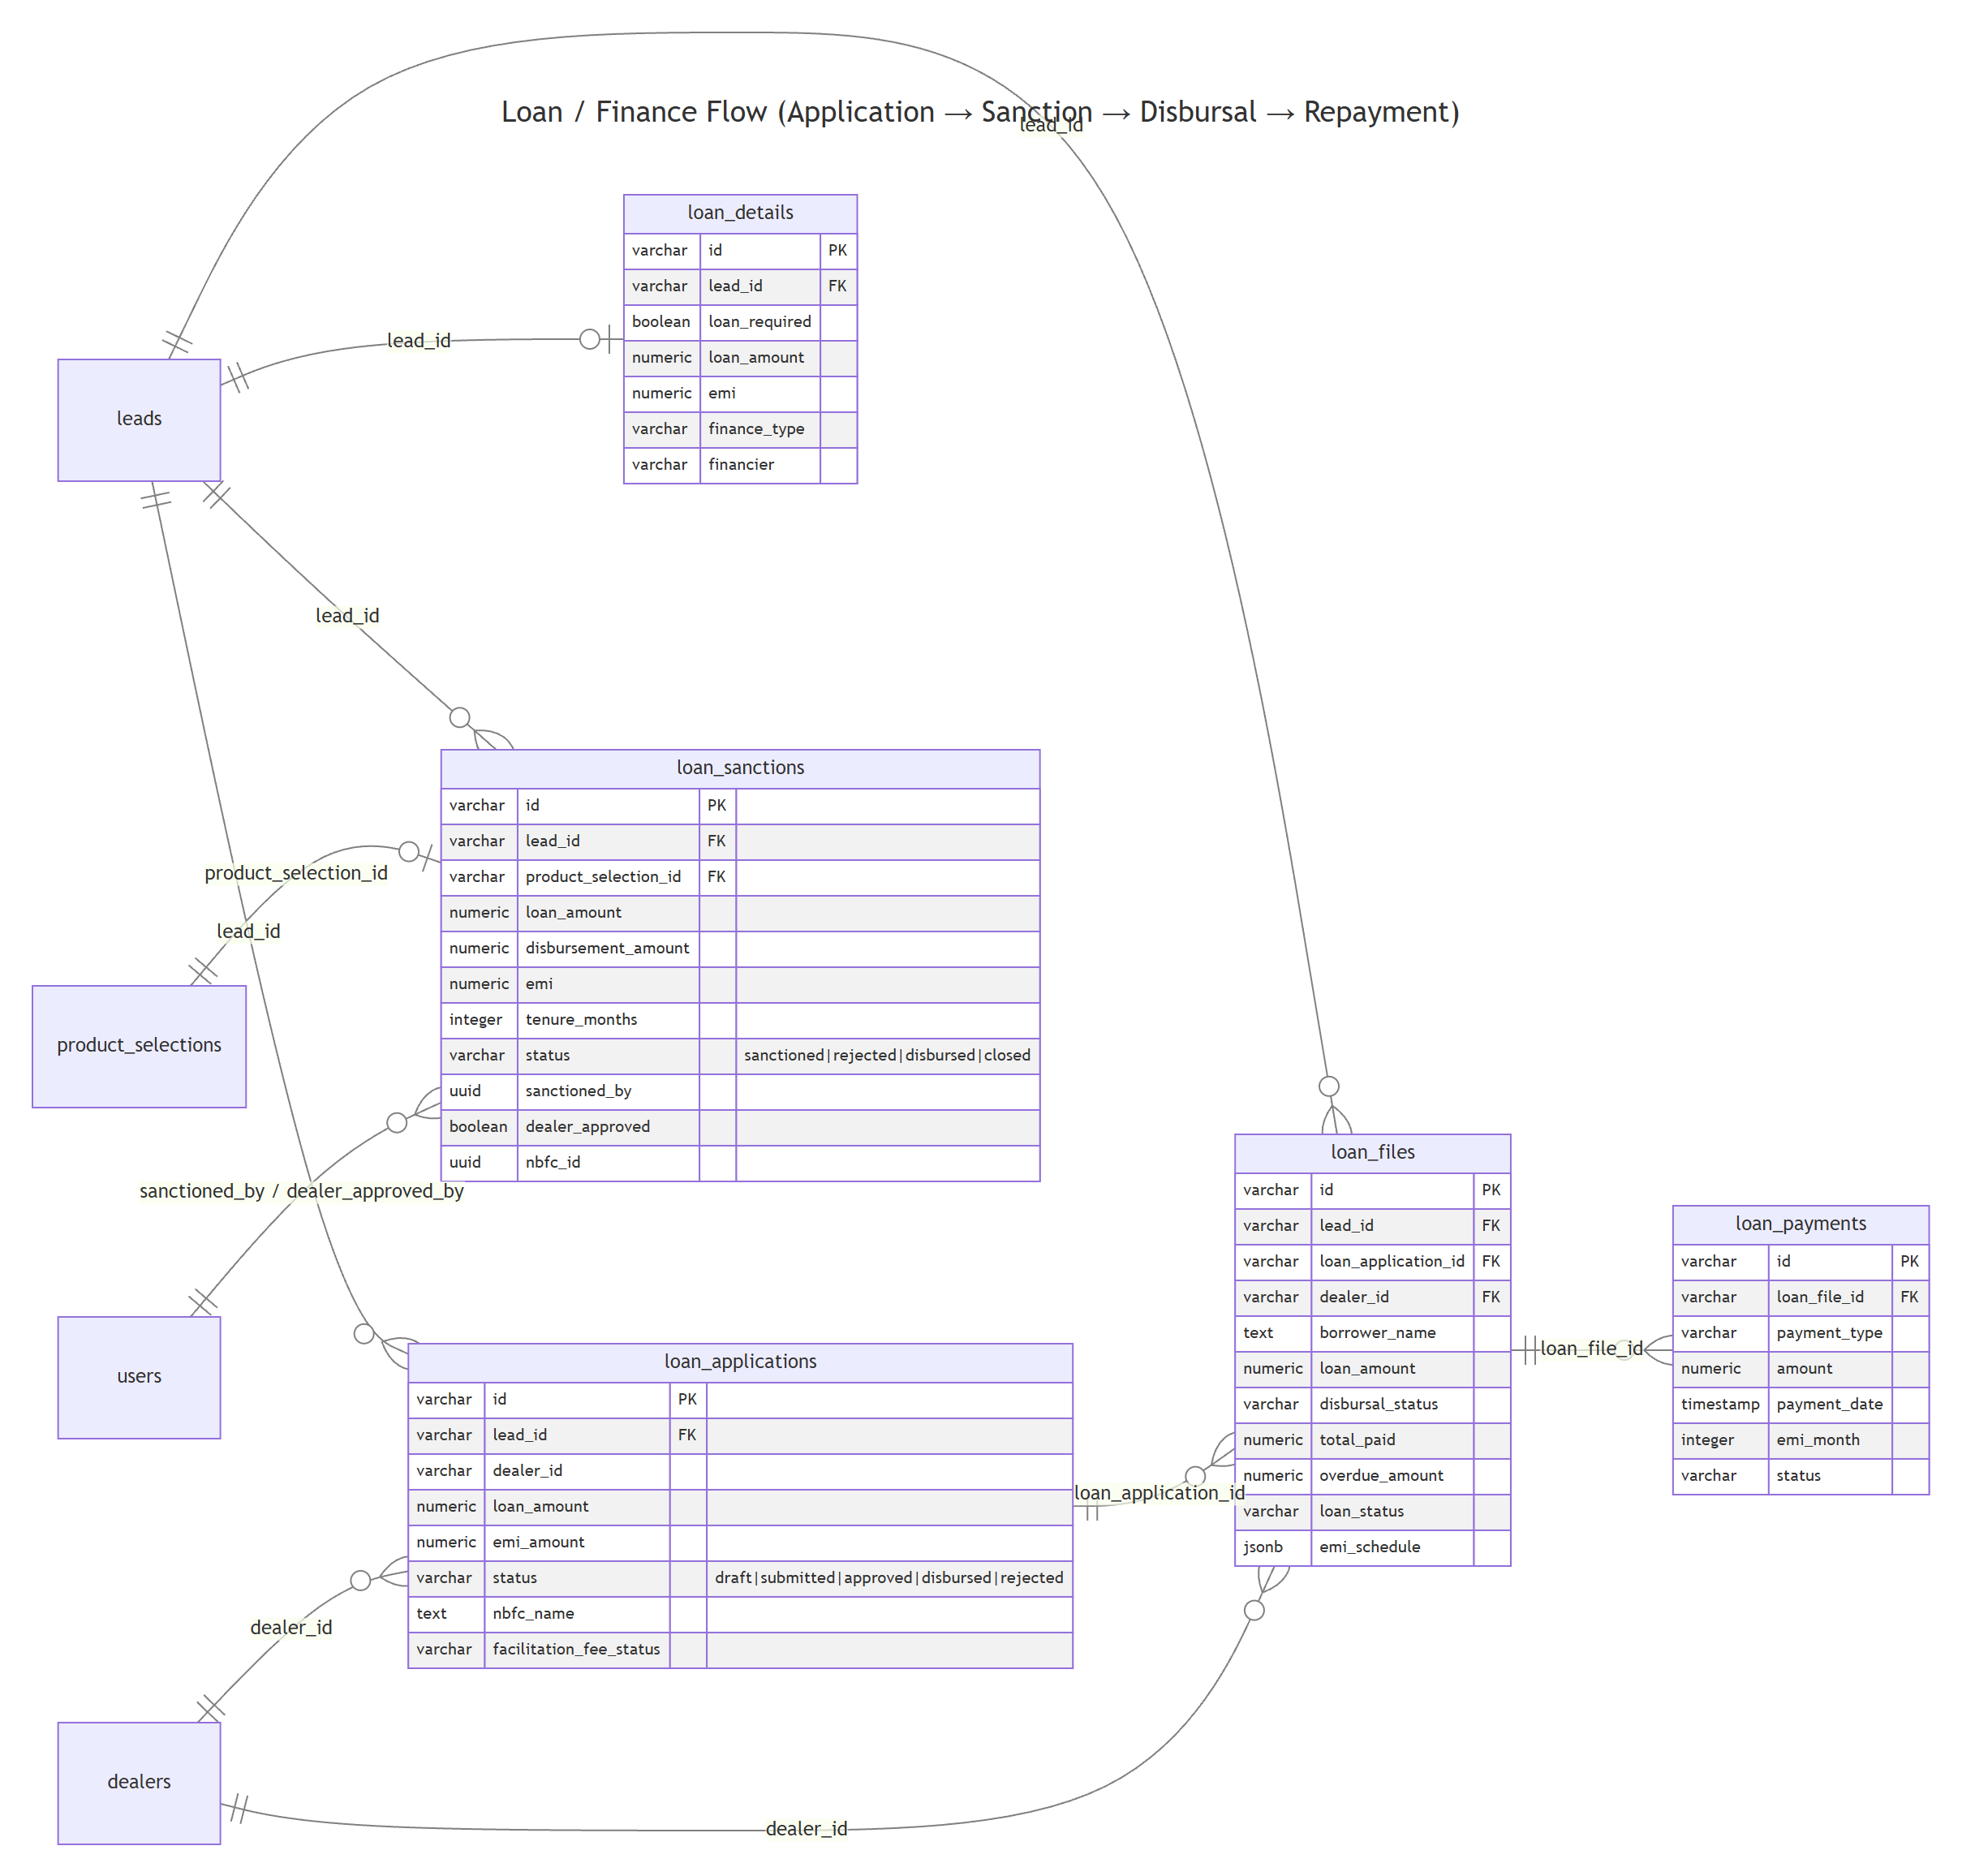 Loan / Finance Flow (Application → Sanction → Disbursal → Repayment)
lead_id
loan_details
varchar id PK
varchar lead_id FK
boolean loan_required
numeric loan_amount
numeric emi
varchar finance_type
varchar financier
lead_id
leads
lead_id
loan_sanctions
varchar id PK
varchar lead_id FK
varchar product_selection_id FK
numeric loan_amount
numeric disbursement_amount
numeric emi
integer tenure_months
varchar status sanctioned|rejected|disbursed|closed
uuid sanctioned_by
boolean dealer_approved
uuid nbfc_id
product_selection_id
lead_id
product_selections
sanctioned_by / dealer_approved_by
users
loan_applications
varchar id PK
varchar lead_id FK
varchar dealer_id
numeric loan_amount
numeric emi_amount
varchar status draft|submitted|approved|disbursed|rejected
text nbfc_name
varchar facilitation_fee_status
loan_application_id
loan_files
varchar id PK
varchar lead_id FK
varchar loan_application_id FK
varchar dealer_id FK
text borrower_name
numeric loan_amount
varchar disbursal_status
numeric total_paid
numeric overdue_amount
varchar loan_status
jsonb emi_schedule
loan_file_id
loan_payments
varchar id PK
varchar loan_file_id FK
varchar payment_type
numeric amount
timestamp payment_date
integer emi_month
varchar status
dealer_id
dealers
dealer_id